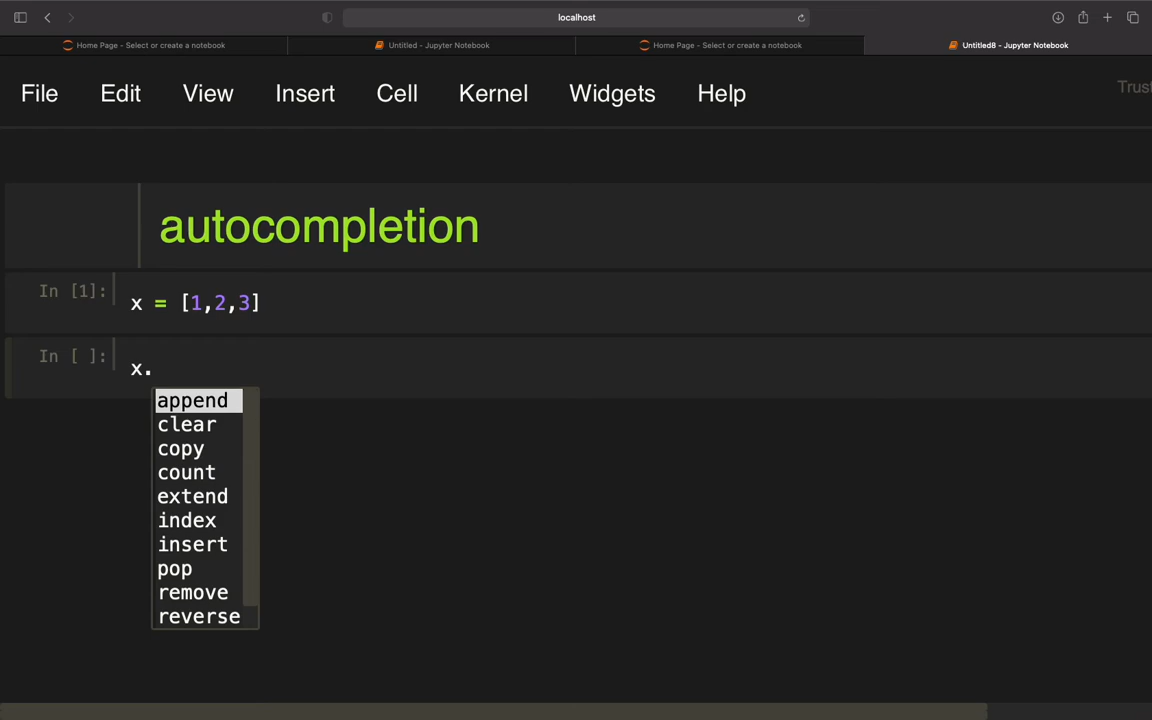 localhost
Home Page - Select or create a notebook
Untitled - Jupyter Notebook
Home Page - Select or create a notebook
Untitled8 - Jupyter Notebook
File Edit View Insert Cell Kernel Widgets Help
Trust
autocompletion
In [1]: x = [1,2,3]
In [ ]: x.
append
clear
copy
count
extend
index
insert
pop
remove
reverse